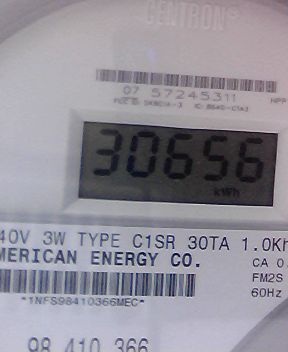 CENTRON®
07 57245311
30656
kWh
40V 3W TYPE C1SR 30TA 1.0Kh
MERICAN ENERGY CO.
CA 0.
FM2S
60Hz
*1NFS98410366MEC*
98 410 366